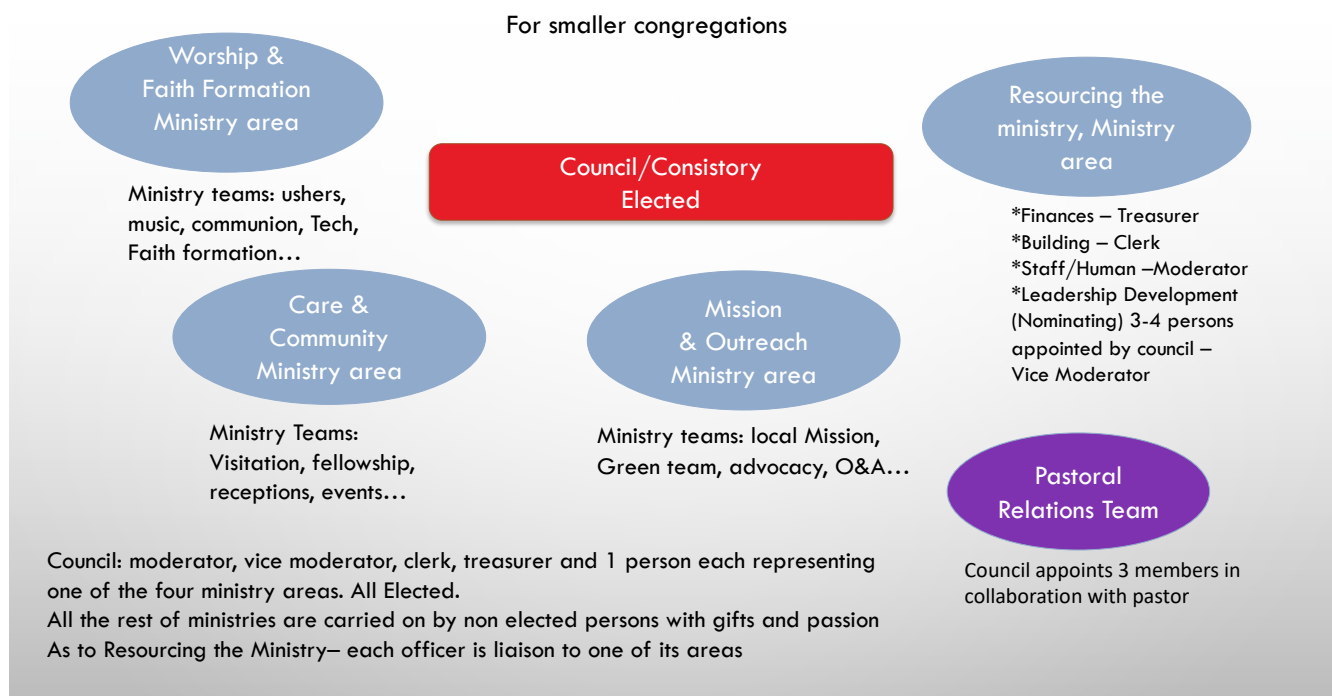 For smaller congregations
Worship &
Faith Formation
Ministry area
Ministry teams: ushers,
music, communion, Tech,
Faith formation…
Council/Consistory
Elected
Resourcing the
ministry, Ministry
area
*Finances – Treasurer
*Building – Clerk
*Staff/Human –Moderator
*Leadership Development
(Nominating) 3-4 persons
appointed by council –
Vice Moderator
Care &
Community
Ministry area
Ministry Teams:
Visitation, fellowship,
receptions, events…
Mission
& Outreach
Ministry area
Ministry teams: local Mission,
Green team, advocacy, O&A…
Pastoral
Relations Team
Council appoints 3 members in
collaboration with pastor
Council: moderator, vice moderator, clerk, treasurer and 1 person each representing
one of the four ministry areas. All Elected.
All the rest of ministries are carried on by non elected persons with gifts and passion
As to Resourcing the Ministry– each officer is liaison to one of its areas